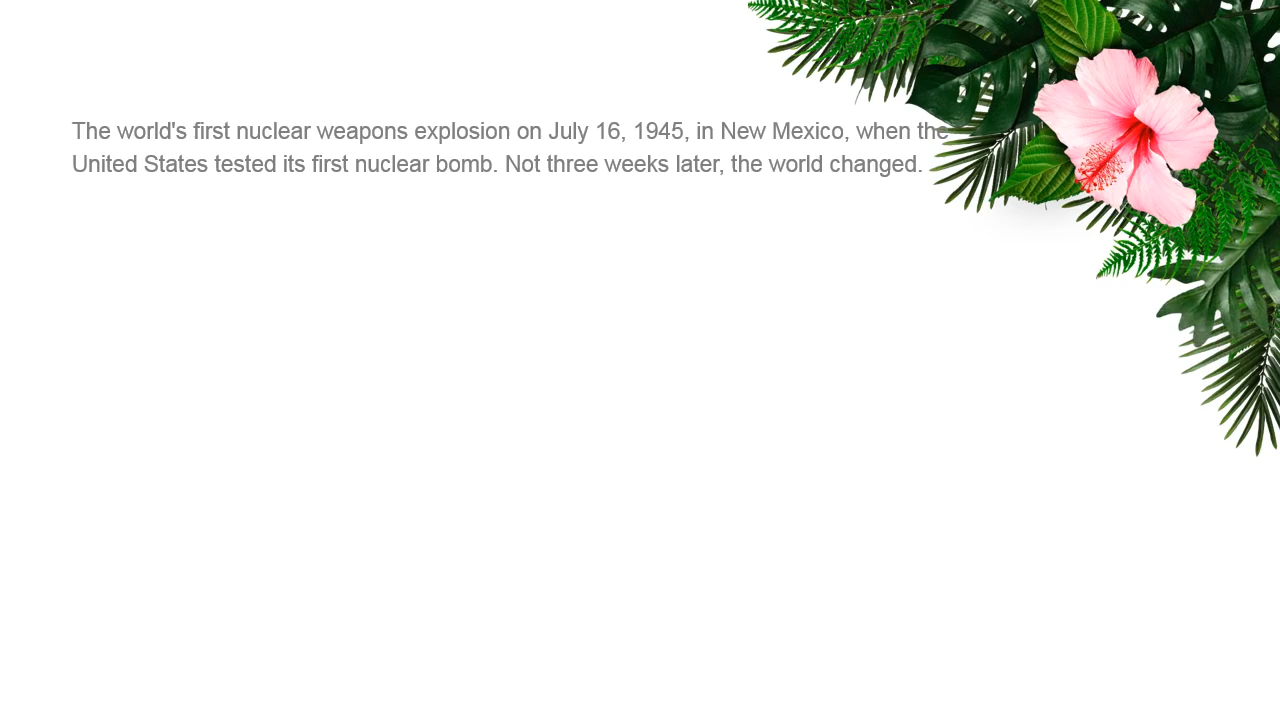 The world's first nuclear weapons explosion on July 16, 1945, in New Mexico, when the
United States tested its first nuclear bomb. Not three weeks later, the world changed.